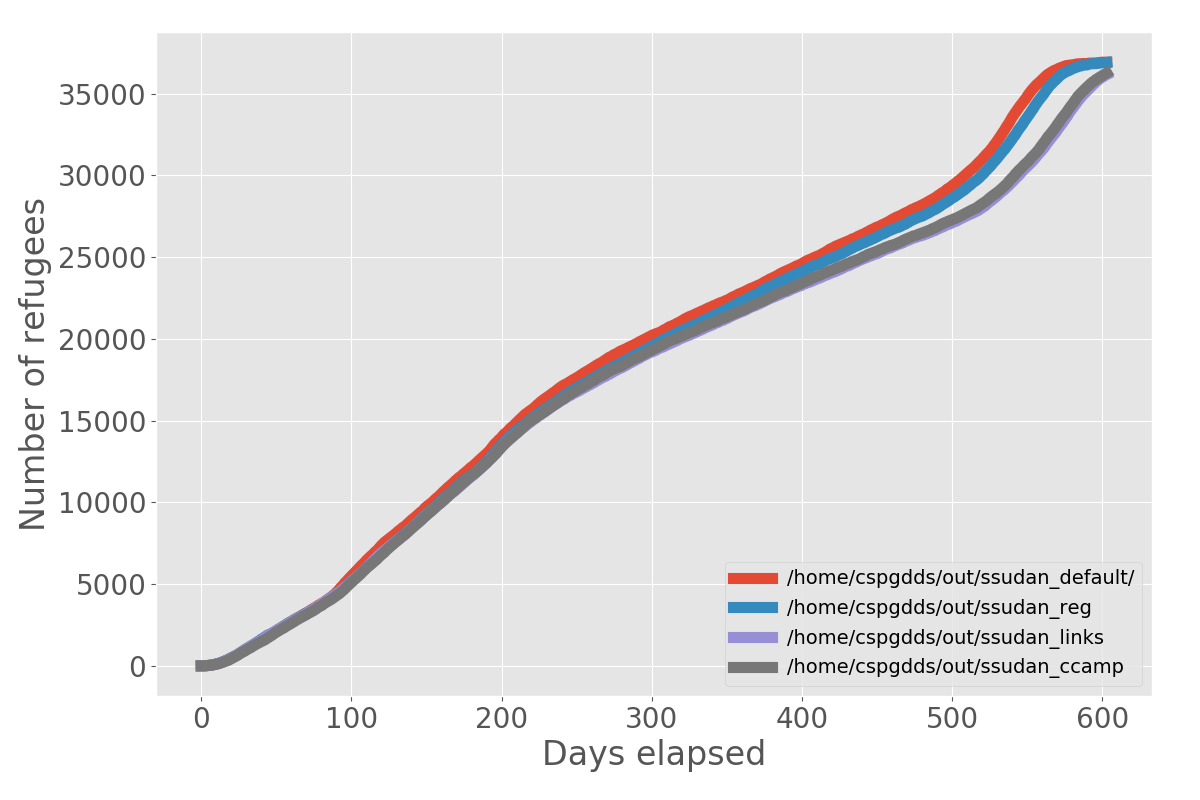 35000
30000
25000
20000
15000
10000
5000
0
Number of refugees
/home/cspgdds/out/ssudan_default/
/home/cspgdds/out/ssudan_reg
/home/cspgdds/out/ssudan_links
/home/cspgdds/out/ssudan_ccamp
0 100 200 300 400 500 600
Days elapsed